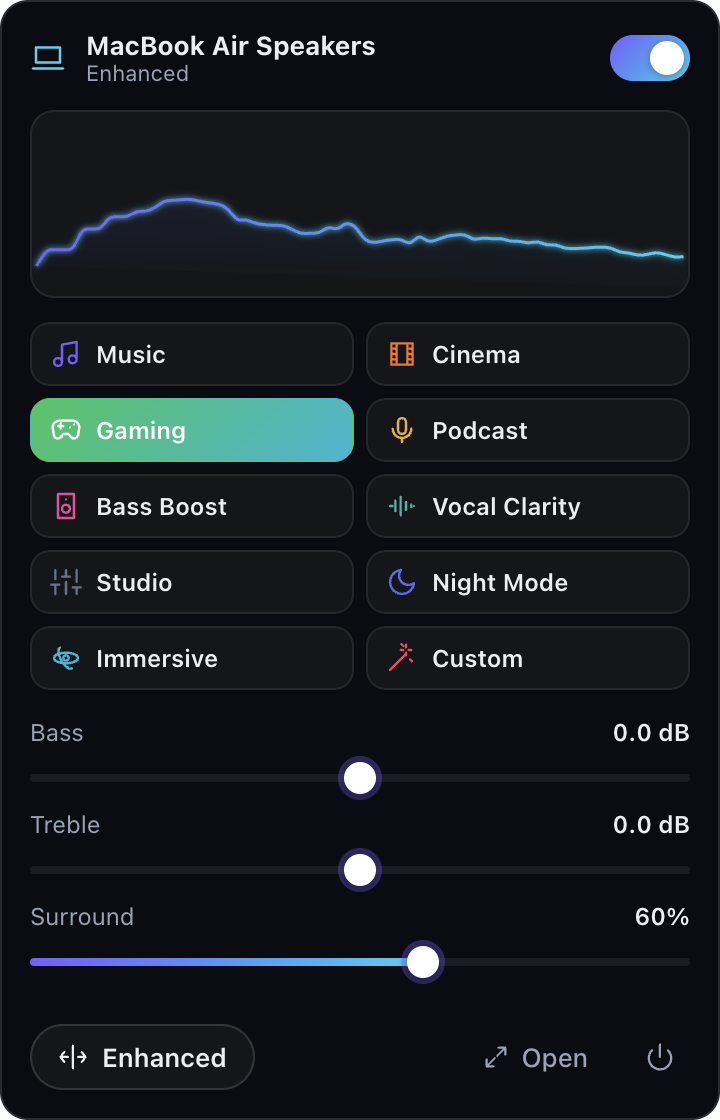 MacBook Air Speakers
Enhanced
Music
Cinema
Gaming
Podcast
Bass Boost
Vocal Clarity
Studio
Night Mode
Immersive
Custom
Bass 0.0 dB
Treble 0.0 dB
Surround 60%
Enhanced
Open